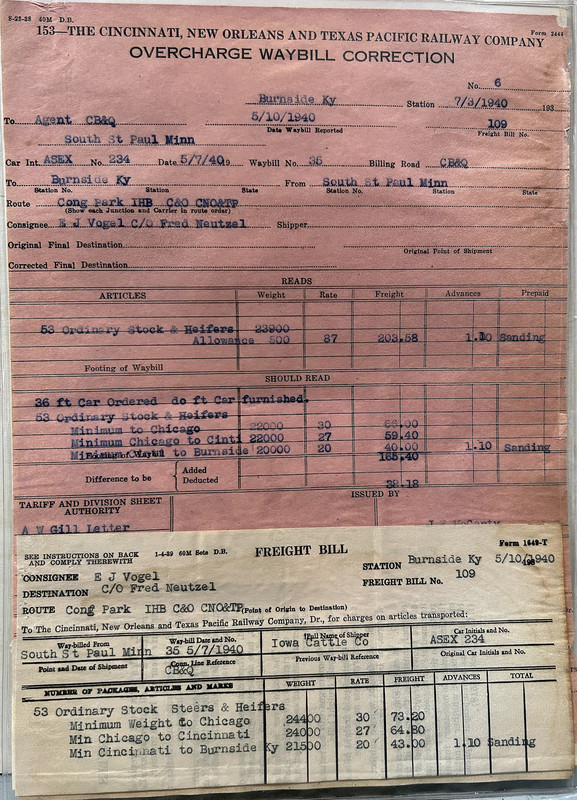 8-23-38 40M D.B. Form 2444
153—THE CINCINNATI, NEW ORLEANS AND TEXAS PACIFIC RAILWAY COMPANY
OVERCHARGE WAYBILL CORRECTION
No. 6
Burnside Ky Station 7/3/1940 193
To Agent CB&Q 5/10/1940 109
Date Waybill Reported Freight Bill No.
South St Paul Minn
Car Int. ASEX No. 234 Date 5/7/40 9 Waybill No. 35 Billing Road CB&Q
To Burnside Ky From South St Paul Minn
Station No. Station State Station No. Station State
Route Cong Park IHB C&O CNO&TP
(Show each Junction and Carrier in route order)
Consignee E J Vogel C/O Fred Neutzel Shipper
Original Final Destination
Original Point of Shipment
Corrected Final Destination
READS
ARTICLES Weight Rate Freight Advances Prepaid
53 Ordinary Stock & Heifers 23900
Allowance 500 87 203.58 1.10 Sanding
Footing of Waybill
SHOULD READ
36 ft Car Ordered do ft Car furnished.
53 Ordinary Stock & Heifers
Minimum to Chicago 22000 30 66.00
Minimum Chicago to Cinti 22000 27 59.40
to Burnside 20000 20 40.00 1.10 Sanding
165.40
Difference to be Added
Deducted
38.18
TARIFF AND DIVISION SHEET AUTHORITY ISSUED BY
A W Gill Letter
SEE INSTRUCTIONS ON BACK AND COMPLY THEREWITH 1-4-39 60M Sets D.B. FREIGHT BILL Form 1649-T
STATION Burnside Ky 5/10/1940
CONSIGNEE E J Vogel FREIGHT BILL No. 109
DESTINATION C/O Fred Neutzel
ROUTE Cong Park IHB C&O CNO&TP (Point of Origin to Destination)
To The Cincinnati, New Orleans and Texas Pacific Railway Company, Dr., for charges on articles transported:
Way-billed From Way-bill Date and No. Full Name of Shipper Car Initials and No.
South St Paul Minn 35 5/7/1940 Iowa Cattle Co ASEX 234
Point and Date of Shipment Conn. Line Reference Previous Way-bill Reference Original Car Initials and No.
CB&Q
NUMBER OF PACKAGES, ARTICLES AND MARKS WEIGHT RATE FREIGHT ADVANCES TOTAL
53 Ordinary Stock Steers & Heifers
Minimum Weight to Chicago 24400 30 73.20
Min Chicago to Cincinnati 24000 27 64.80
Min Cincinnati to Burnside Ky 21500 20 43.00 1.10 Sanding